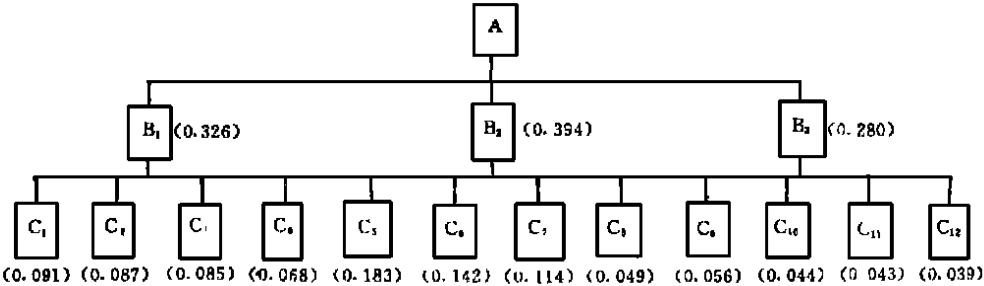 A
B₁ (0.326) B₂ (0.394) B₃ (0.280)
C₁ C₂ C₅ C₆ C₇ C₁₀ C₁₁ C₁₂
(0.091) (0.087) (0.085) (0.068) (0.183) (0.142) (0.114) (0.049) (0.056) (0.044) (0.043) (0.039)